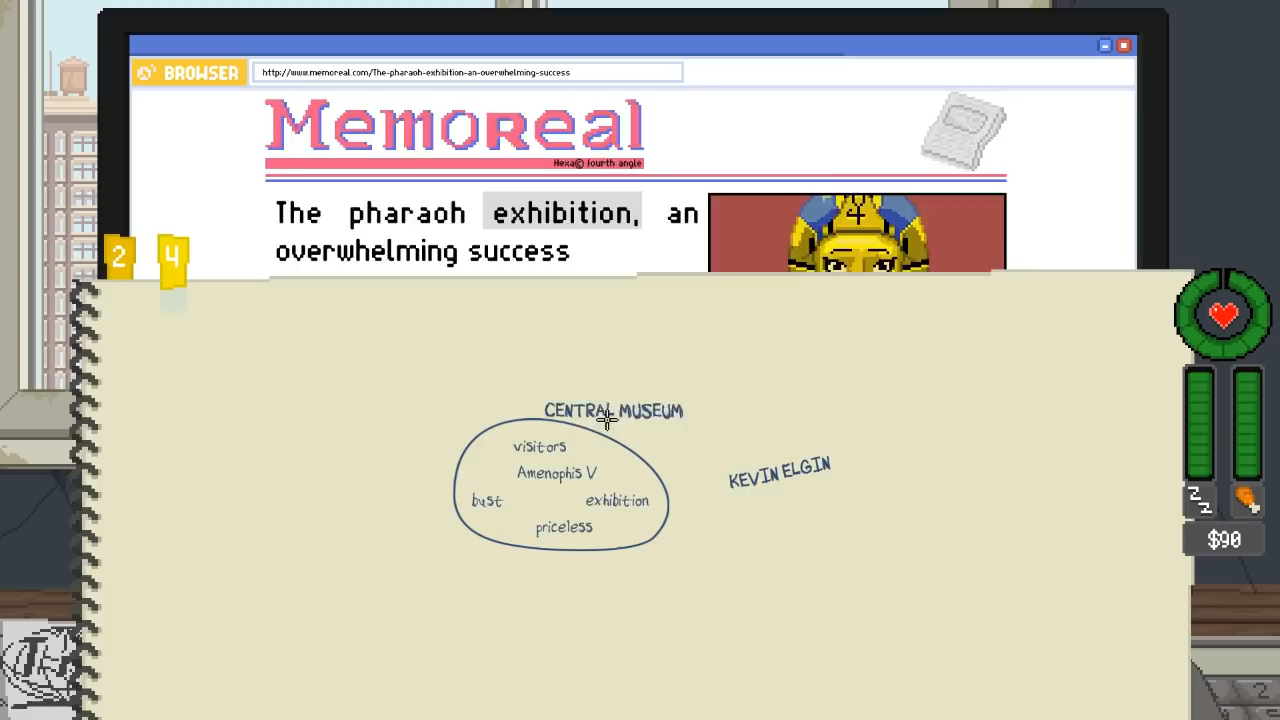 BROWSER
http://www.memoreal.com/The-pharaoh-exhibition-an-overwhelming-success
Memoreal
Hexa© fourth angle
The pharaoh exhibition, an
overwhelming success
2 4
CENTRAL MUSEUM
visitors
Amenophis V
bust exhibition
priceless
KEVIN ELGIN
z z
$90
2